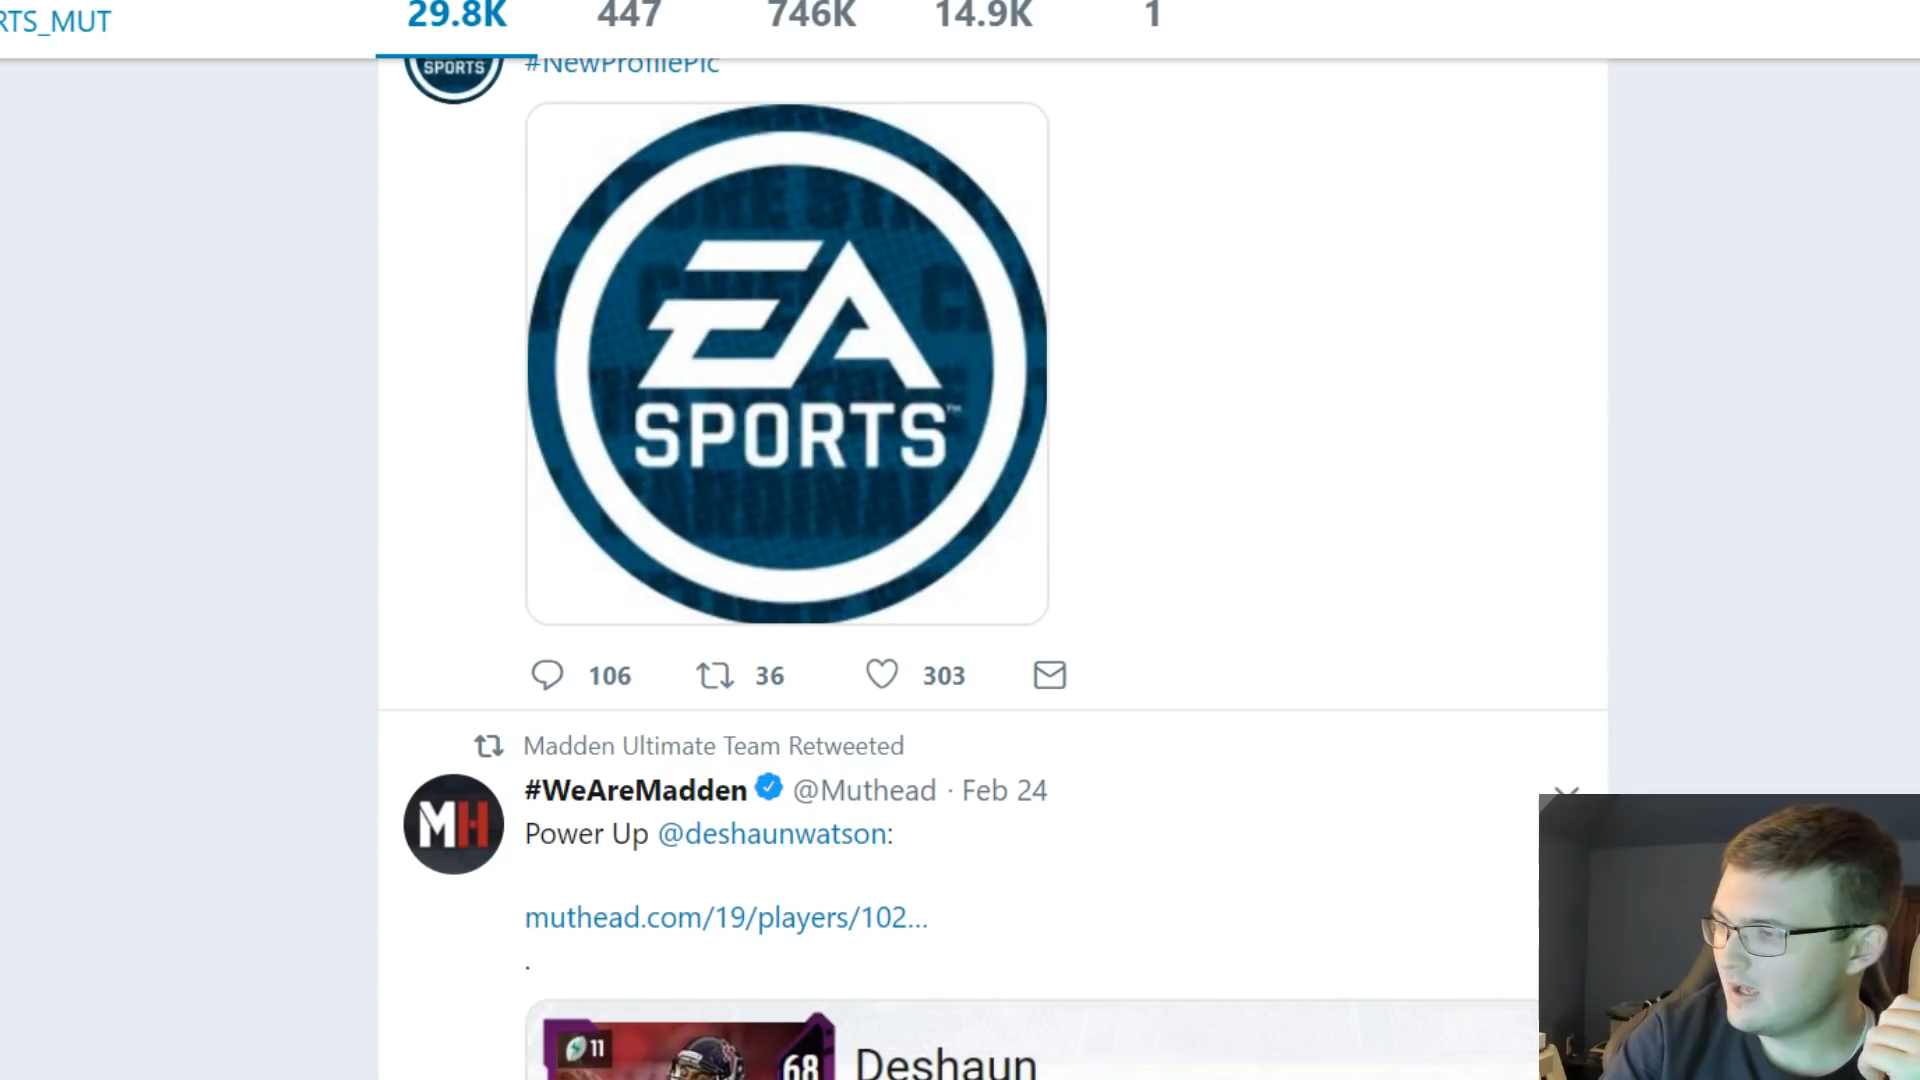 RTS_MUT
29.8K 447 746K 14.9K 1
SPORTS
#NewProfilePic
EA
SPORTS™
106 36 303
Madden Ultimate Team Retweeted
MH
#WeAreMadden @Muthead · Feb 24
Power Up @deshaunwatson:
muthead.com/19/players/102...
.
11
68
Deshaun